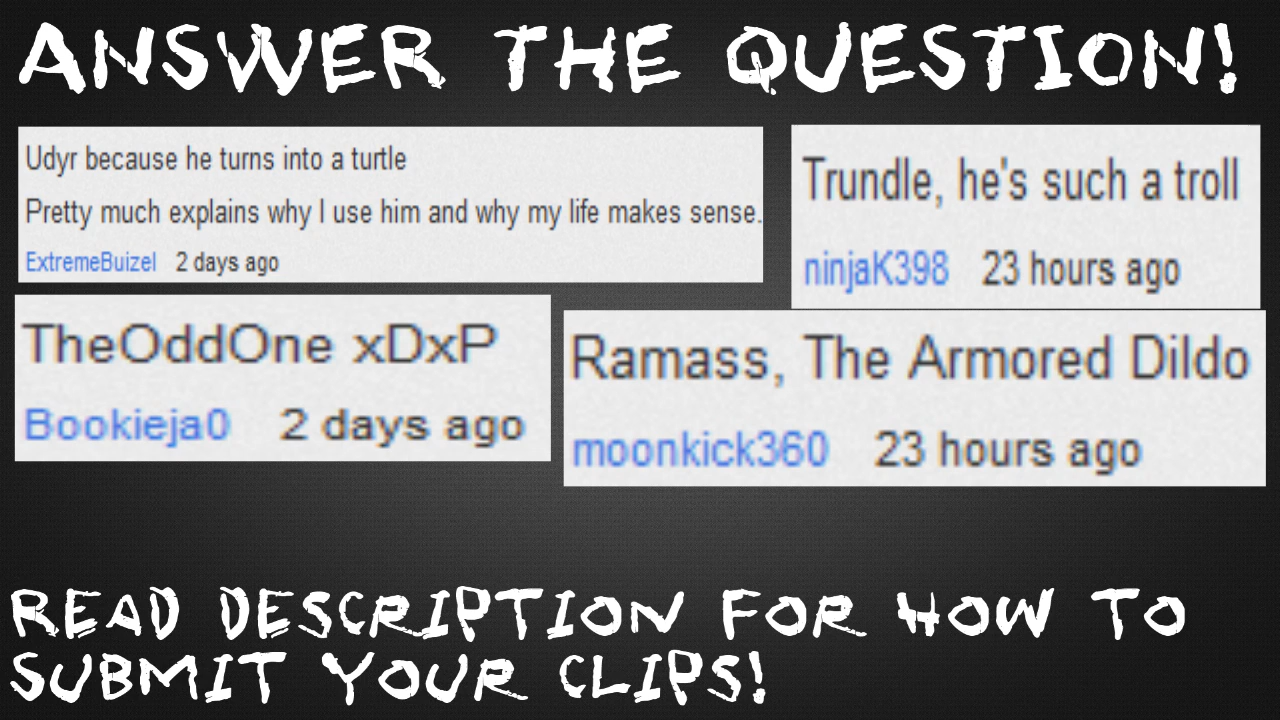 ANSWER THE QUESTION!
Udyr because he turns into a turtle
Pretty much explains why I use him and why my life makes sense.
ExtremeBuizel 2 days ago
Trundle, he's such a troll
ninjaK398 23 hours ago
TheOddOne xDxP
Bookieja0 2 days ago
Ramass, The Armored Dildo
moonkick360 23 hours ago
READ DESCRIPTION FOR HOW TO
SUBMIT YOUR CLIPS!